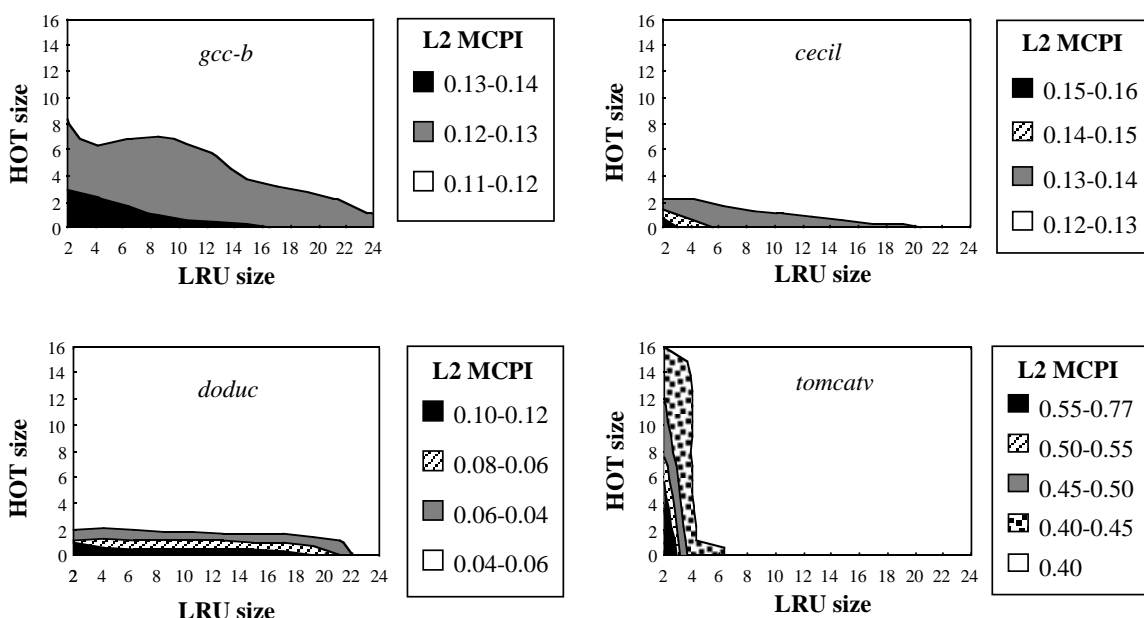 gcc-b
16
14
12
10
8
6
4
2
0
HOT size
2 4 6 8 10 12 14 16 18 20 22 24
LRU size
L2 MCPI
0.13-0.14
0.12-0.13
0.11-0.12
cecil
16
14
12
10
8
6
4
2
0
HOT size
2 4 6 8 10 12 14 16 18 20 22 24
LRU size
L2 MCPI
0.15-0.16
0.14-0.15
0.13-0.14
0.12-0.13
doduc
16
14
12
10
8
6
4
2
0
HOT size
2 4 6 8 10 12 14 16 18 20 22 24
LRU size
L2 MCPI
0.10-0.12
0.08-0.06
0.06-0.04
0.04-0.06
tomcatv
16
14
12
10
8
6
4
2
0
HOT size
2 4 6 8 10 12 14 16 18 20 22 24
LRU size
L2 MCPI
0.55-0.77
0.50-0.55
0.45-0.50
0.40-0.45
0.40